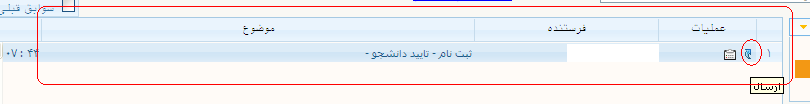 سوابق قبلی
عملیات فرستنده موضوع
۱ ثبت نام - تایید دانشجو - ۰۷:۴۴
ارسال